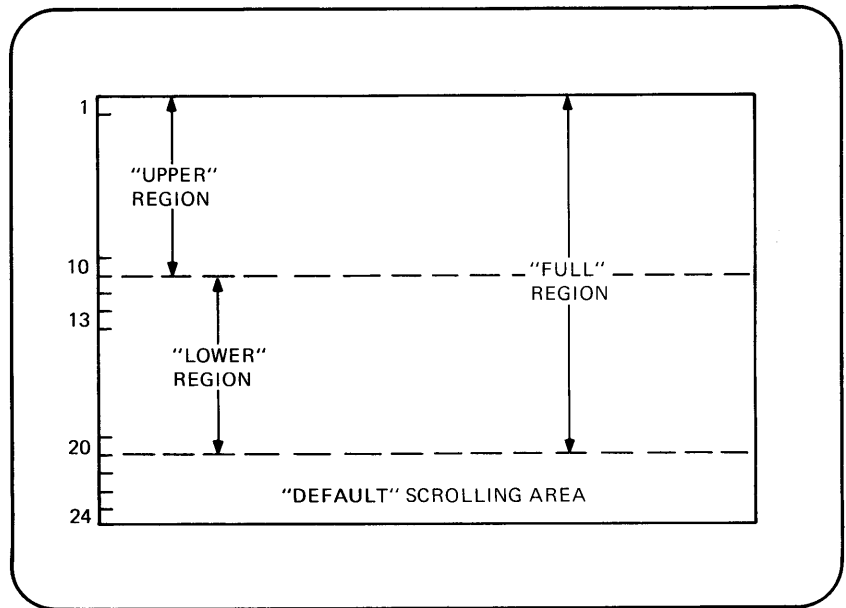 1
"UPPER"
REGION
10
"FULL"
REGION
13
"LOWER"
REGION
20
"DEFAULT" SCROLLING AREA
24